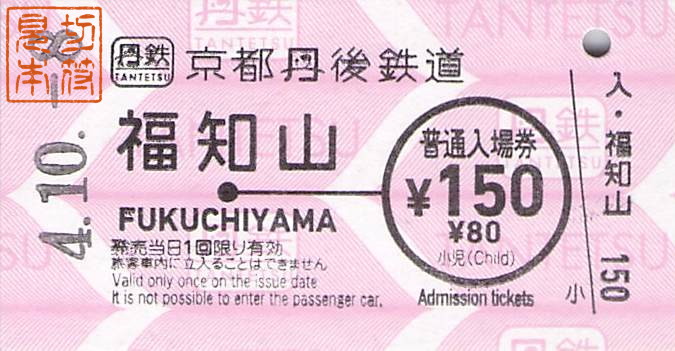 丹鉄
TANTETSU
京都丹後鉄道
福知山
FUKUCHIYAMA
普通入場券
¥150
¥80
小児(Child)
Admission tickets
発売当日1回限り有効
旅客車内に立入ることはできません
Valid only once on the issue date
It is not possible to enter the passenger car.
入・福知山
150
小
丹鉄
TANTETSU